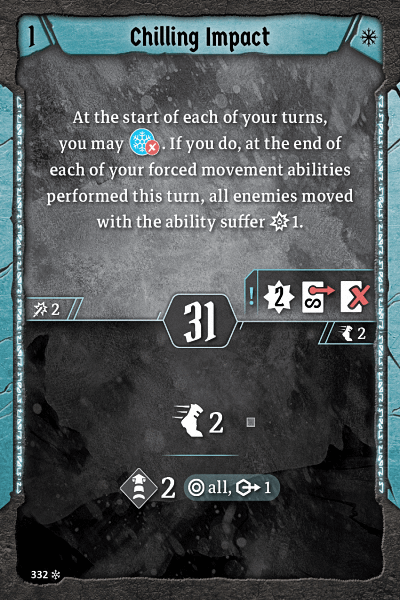 1 Chilling Impact
At the start of each of your turns,
you may . If you do, at the end of
each of your forced movement abilities
performed this turn, all enemies moved
with the ability suffer 1.
! 2
2 31 2
2
2 all, 1
332